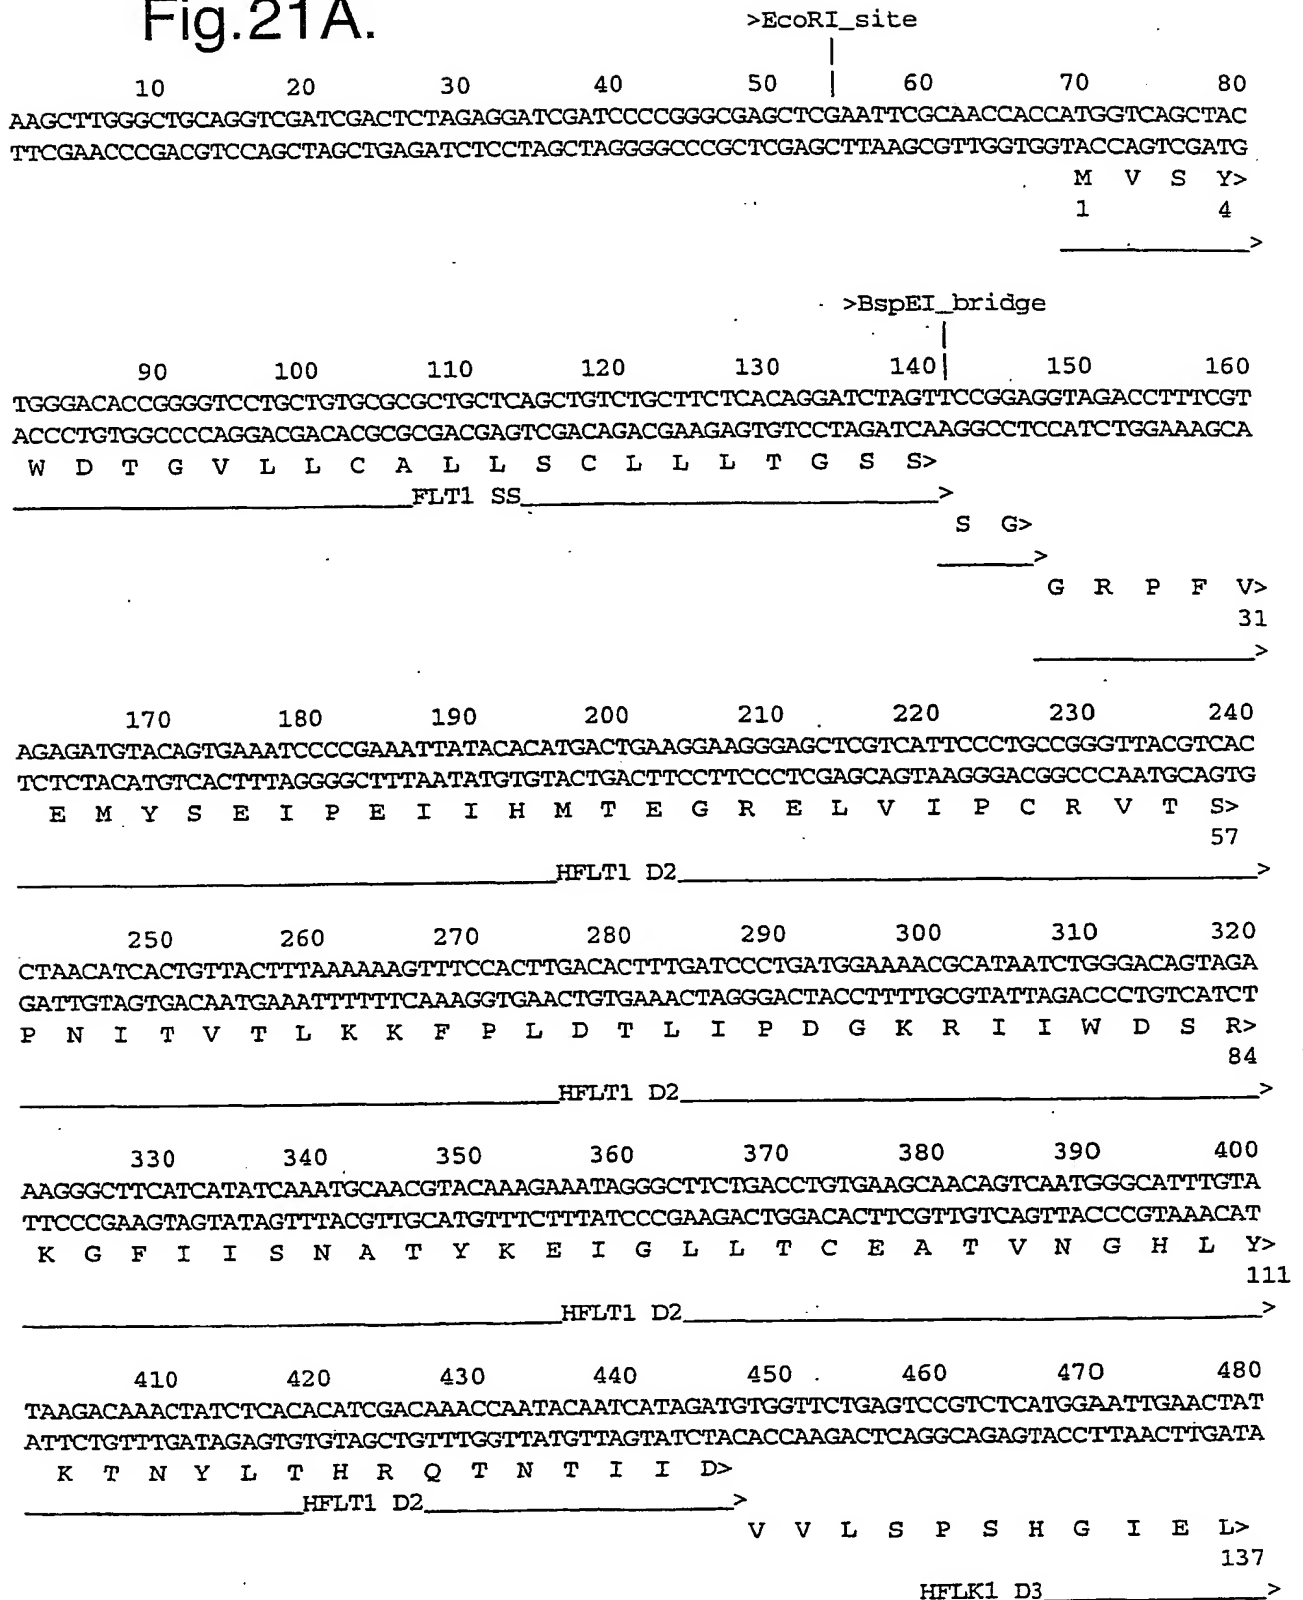 Fig.21A.
>EcoRI_site
10 20 30 40 50 60 70 80
AAGCTTGGGCTGCAGGTCGATCGACTCTAGAGGATCGATCCCCGGGCGAGCTCGAATTCGCAACCACCATGGTCAGCTAC
TTCGAACCCGACGTCCAGCTAGCTGAGATCTCCTAGCTAGGGGCCCGCTCGAGCTTAAGCGTTGGTGGTACCAGTCGATG
M V S Y>
1 4
>
>BspEI_bridge
90 100 110 120 130 140 150 160
TGGGACACCGGGGTCCTGCTGTGCGCGCTGCTCAGCTGTCTGCTTCTCACAGGATCTAGTTCCGGAGGTAGACCTTTCGT
ACCCTGTGGCCCCAGGACGACACGCGCGACGAGTCGACAGACGAAGAGTGTCCTAGATCAAGGCCTCCATCTGGAAAGCA
W D T G V L L C A L L S C L L L T G S S>
FLT1 SS >
S G>
>
G R P F V>
31
>
170 180 190 200 210 220 230 240
AGAGATGTACAGTGAAATCCCCGAAATTATACACATGACTGAAGGAAGGGAGCTCGTCATTCCCTGCCGGGTTACGTCAC
TCTCTACATGTCACTTTAGGGGCTTTAATATGTGTACTGACTTCCTTCCCTCGAGCAGTAAGGGACGGCCCAATGCAGTG
E M Y S E I P E I I H M T E G R E L V I P C R V T S>
57
HFLT1 D2 >
250 260 270 280 290 300 310 320
CTAACATCACTGTTACTTTAAAAAAGTTTCCACTTGACACTTTGATCCCTGATGGAAAACGCATAATCTGGGACAGTAGA
GATTGTAGTGACAATGAAATTTTTTCAAAGGTGAACTGTGAAACTAGGGACTACCTTTTGCGTATTAGACCCTGTCATCT
P N I T V T L K K F P L D T L I P D G K R I I W D S R>
84
HFLT1 D2 >
330 340 350 360 370 380 390 400
AAGGGCTTCATCATATCAAATGCAACGTACAAAGAAATAGGGCTTCTGACCTGTGAAGCAACAGTCAATGGGCATTTGTA
TTCCCGAAGTAGTATAGTTTACGTTGCATGTTTCTTTATCCCGAAGACTGGACACTTCGTTGTCAGTTACCCGTAAACAT
K G F I I S N A T Y K E I G L L T C E A T V N G H L Y>
111
HFLT1 D2 >
410 420 430 440 450 460 470 480
TAAGACAAACTATCTCACACATCGACAAACCAATACAATCATAGATGTGGTTCTGAGTCCGTCTCATGGAATTGAACTAT
ATTCTGTTTGATAGAGTGTGTAGCTGTTTGGTTATGTTAGTATCTACACCAAGACTCAGGCAGAGTACCTTAACTTGATA
K T N Y L T H R Q T N T I I D>
HFLT1 D2 >
V V L S P S H G I E L>
137
HFLK1 D3 >